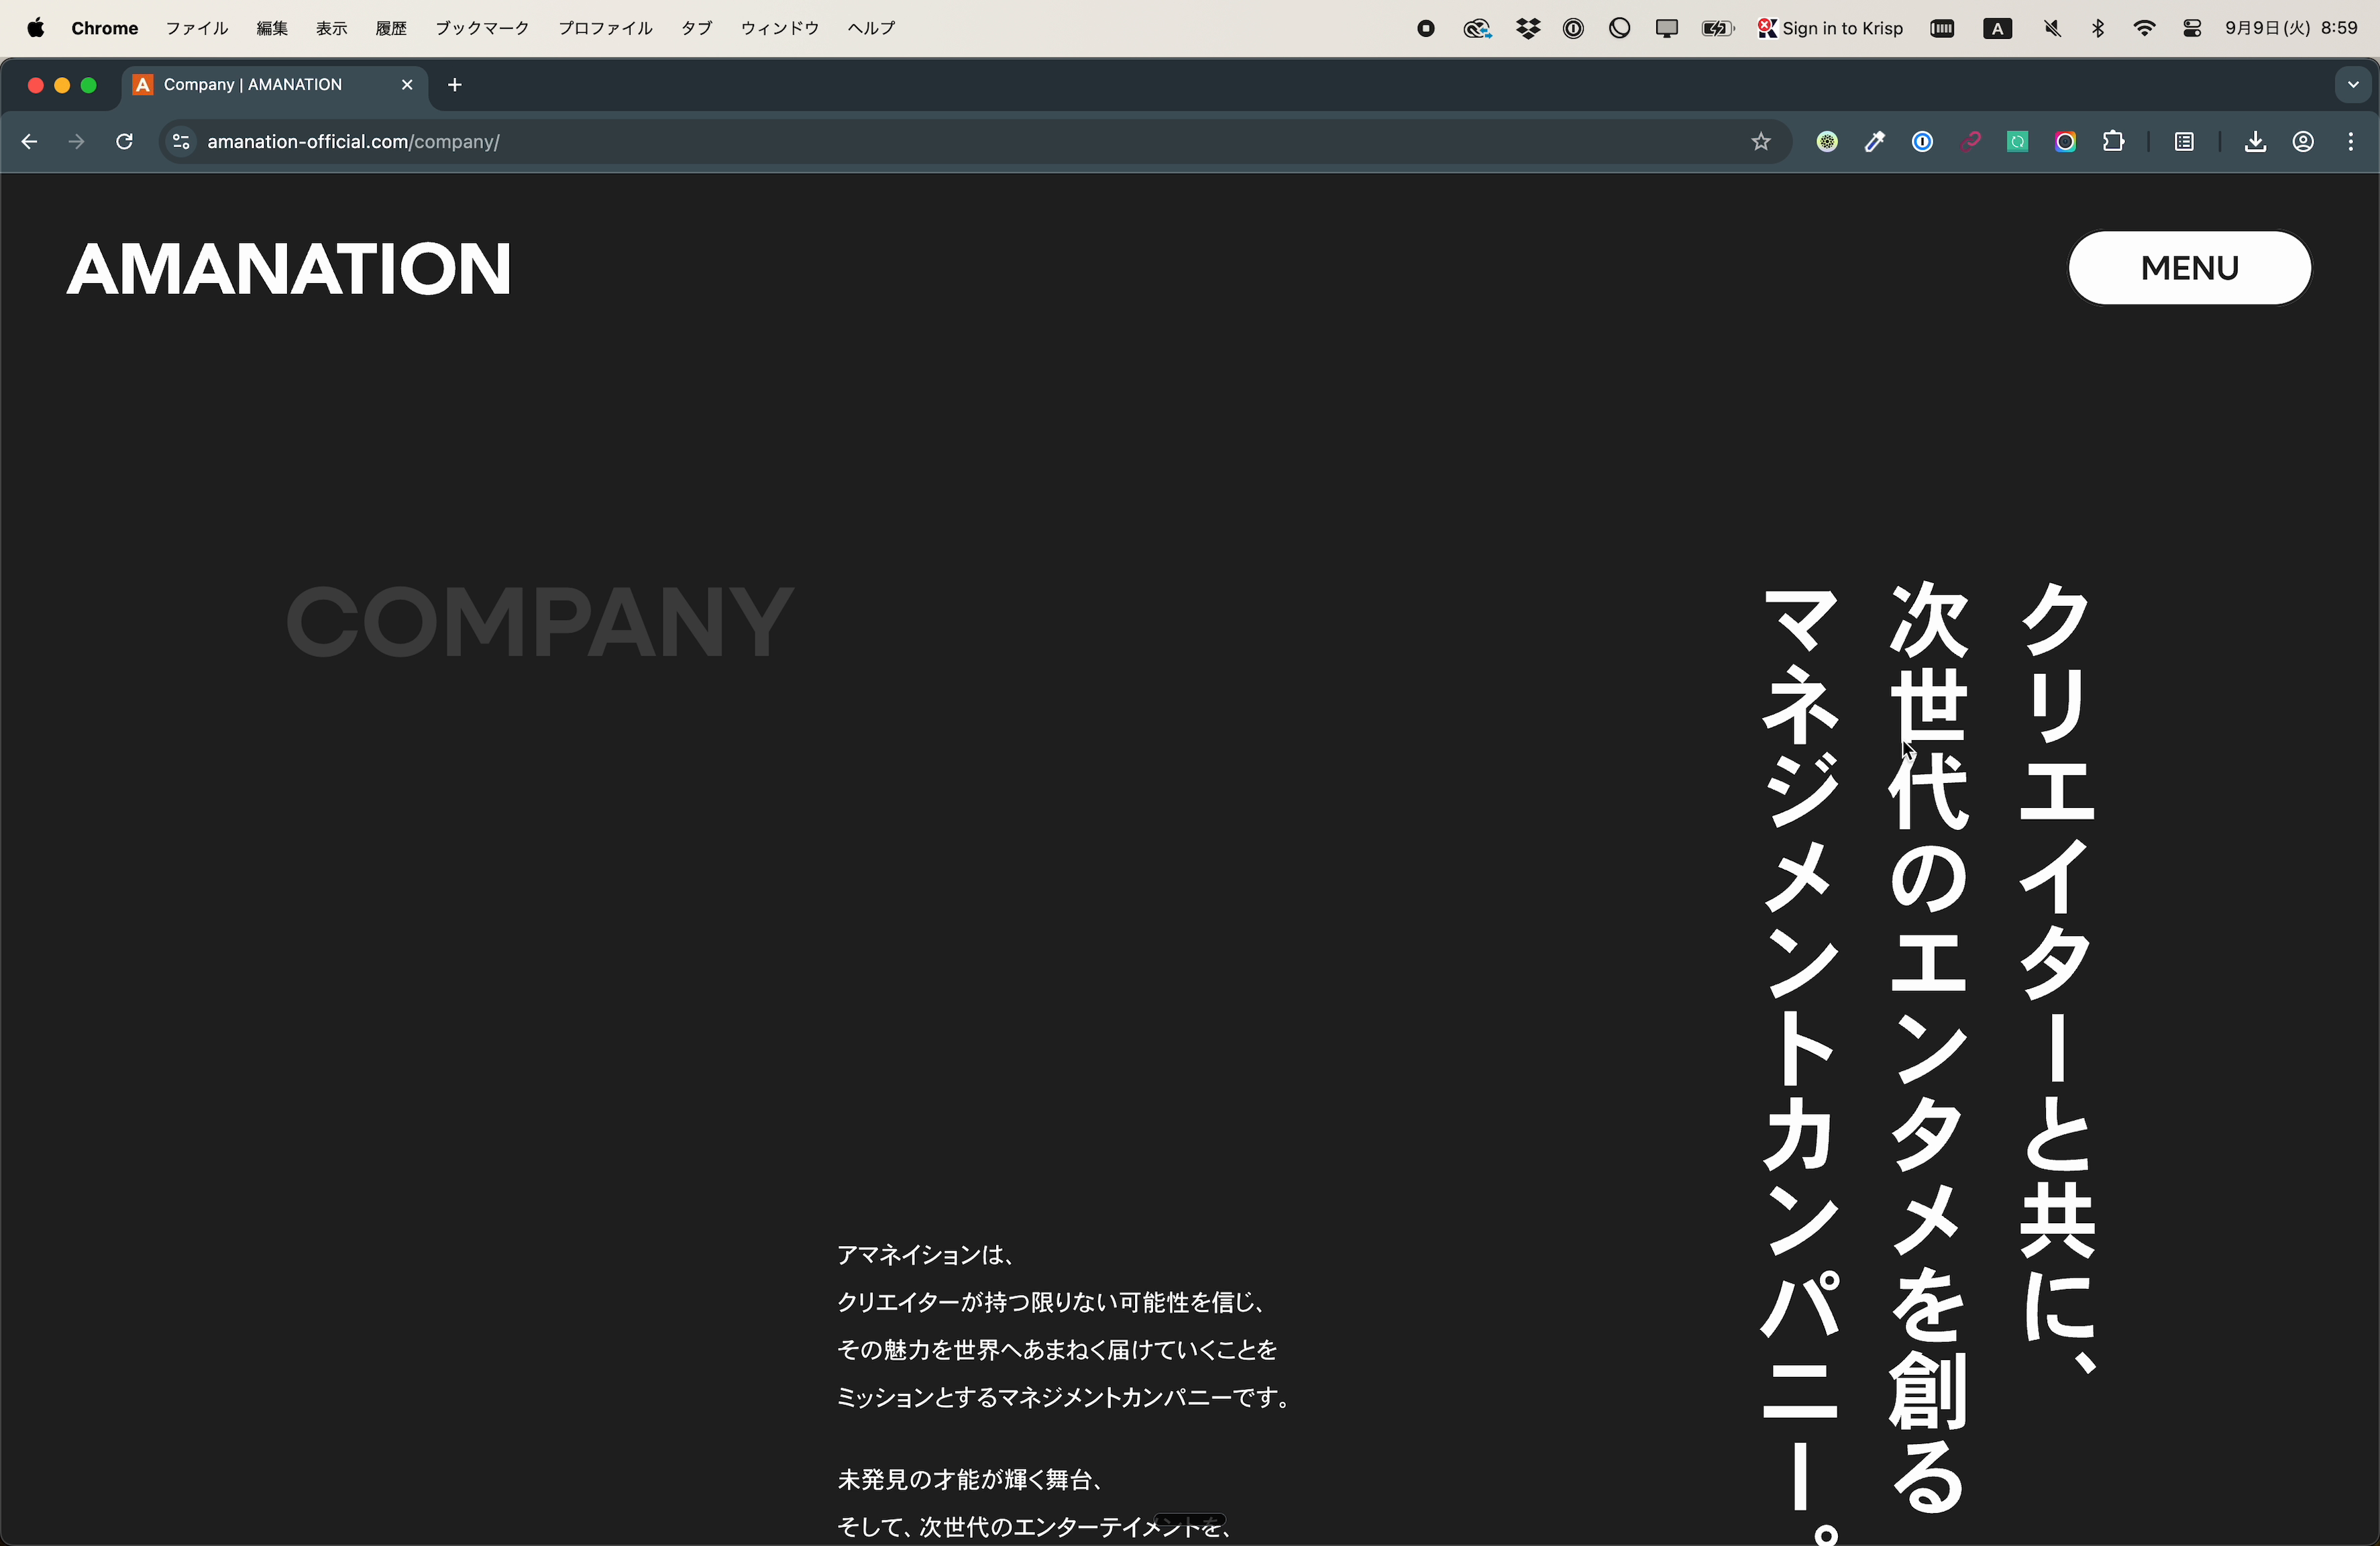 Chrome ファイル 編集 表示 履歴 ブックマーク プロファイル タブ ウィンドウ ヘルプ Sign in to Krisp A 9月9日(火) 8:59
A Company | AMANATION
amanation-official.com/company/
AMANATION
MENU
COMPANY
クリエイターと共に、
次世代のエンタメを創る
マネジメントカンパニー。
アマネイションは、
クリエイターが持つ限りない可能性を信じ、
その魅力を世界へあまねく届けていくことを
ミッションとするマネジメントカンパニーです。
未発見の才能が輝く舞台、
そして、次世代のエンターテイメントを、